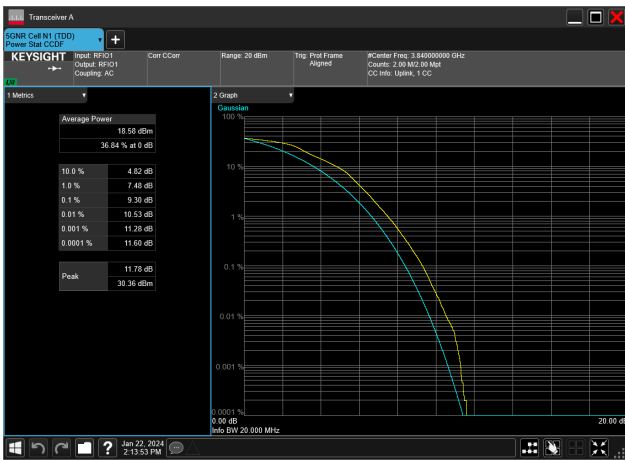 Transceiver A
5GNR Cell N1 (TDD)
Power Stat CCDF
KEYSIGHT
Input: RFIO1
Output: RFIO1
Coupling: AC
Corr CCorr
Range: 20 dBm
Trig: Prot Frame
Aligned
#Center Freq: 3.840000000 GHz
Counts: 2.00 M/2.00 Mpt
CC Info: Uplink, 1 CC
1 Metrics
Average Power
18.58 dBm
36.84 % at 0 dB
10.0 % 4.82 dB
1.0 % 7.48 dB
0.1 % 9.30 dB
0.01 % 10.53 dB
0.001 % 11.28 dB
0.0001 % 11.60 dB
Peak
11.78 dB
30.36 dBm
2 Graph
Gaussian
100 %
10 %
1 %
0.1 %
0.01 %
0.001 %
0.0001 %
0.00 dB
20.00 dB
Info BW 20.000 MHz
Jan 22, 2024
2:13:53 PM